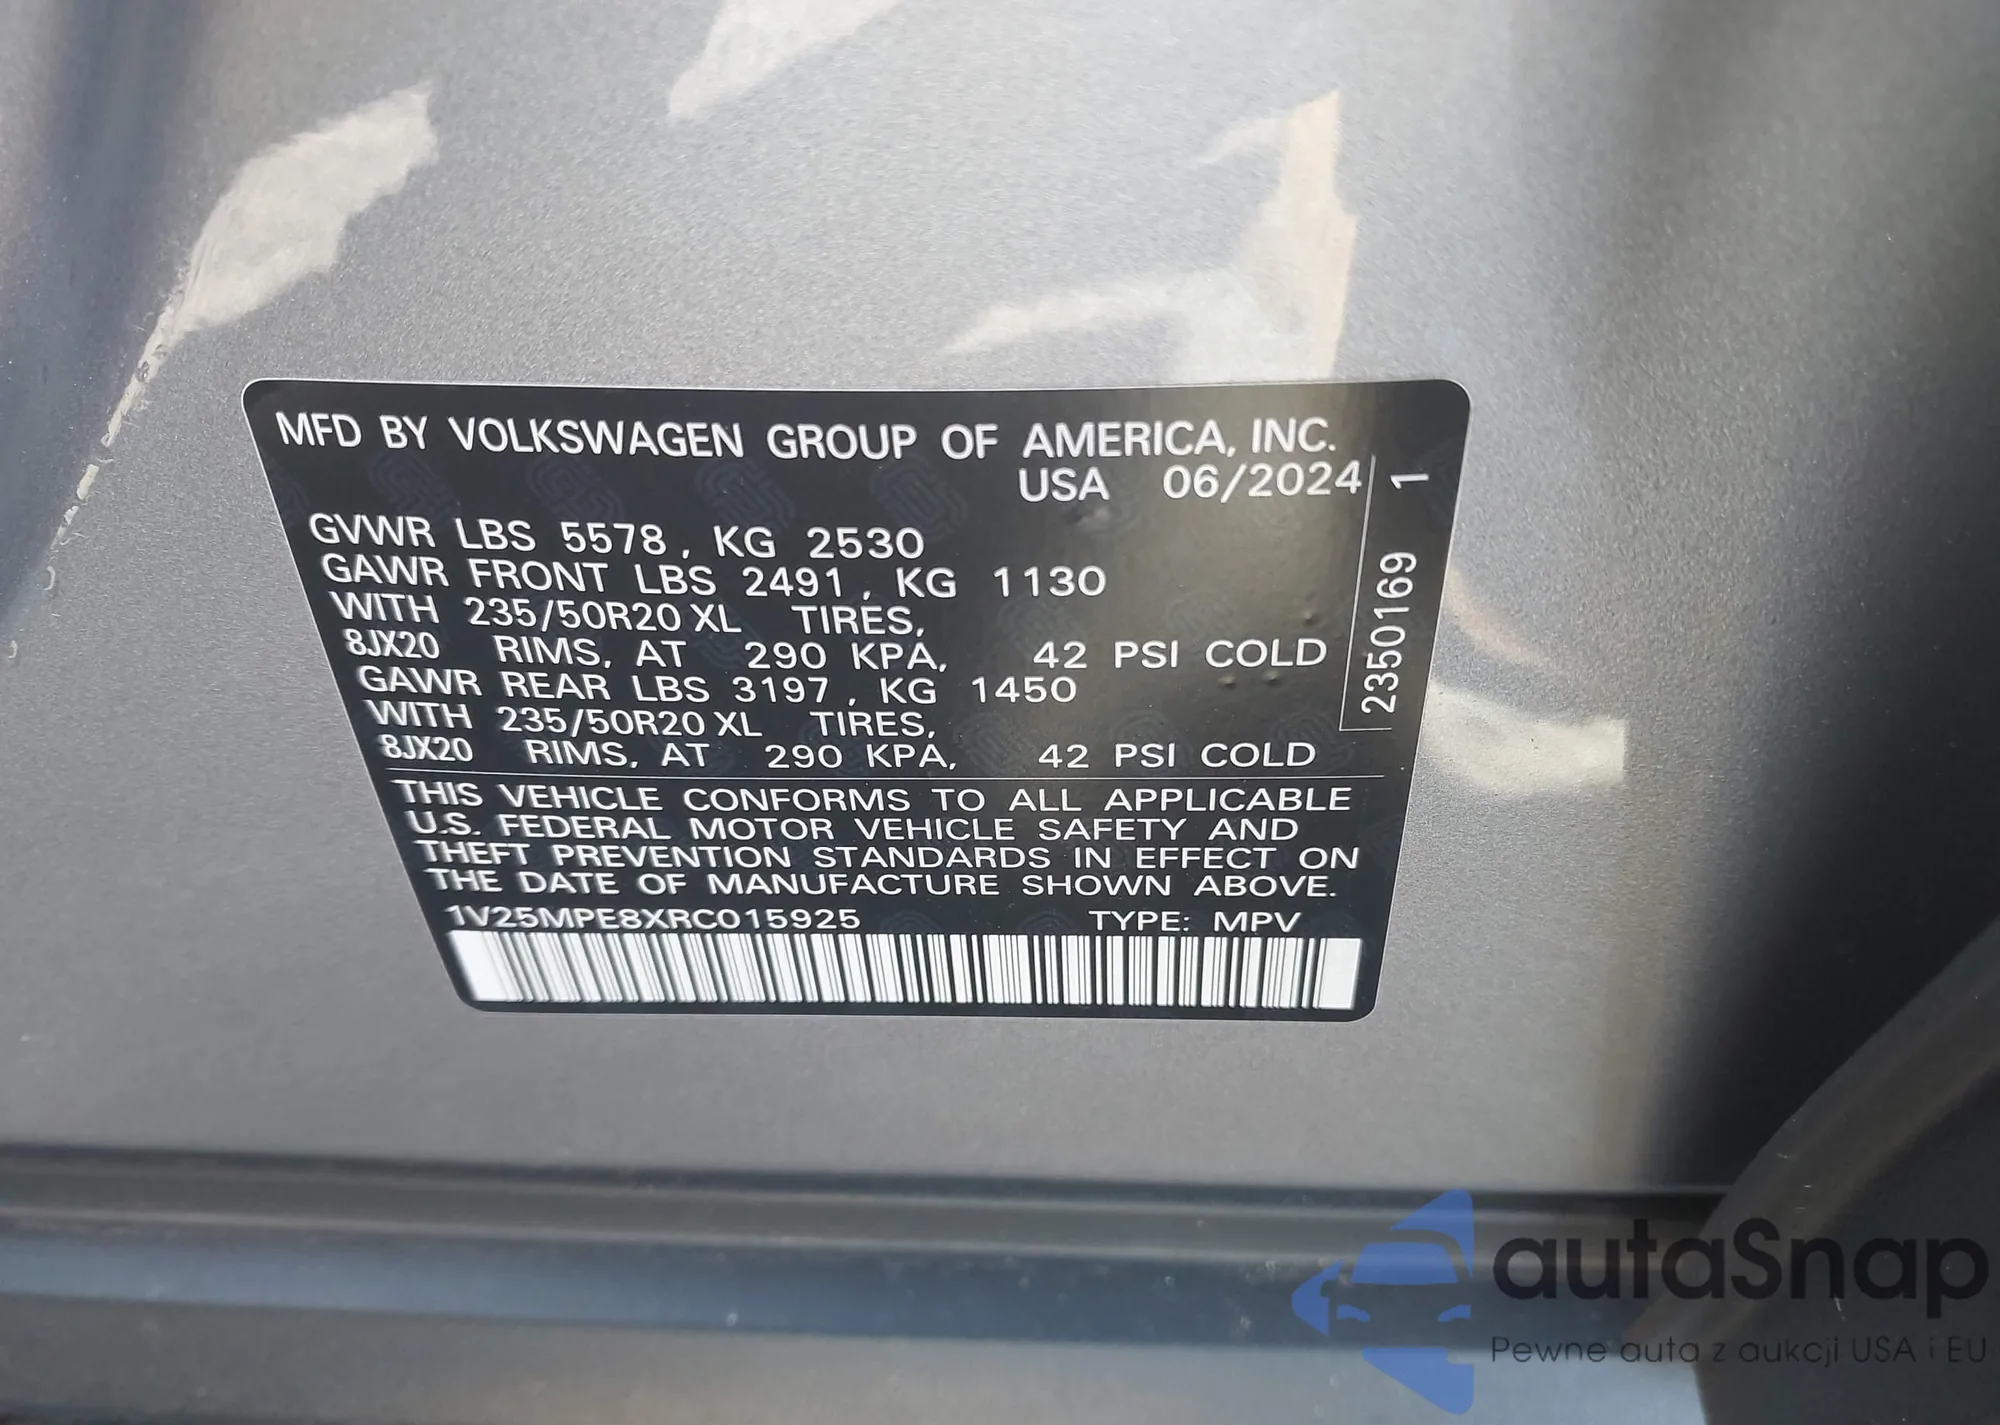 MFD BY VOLKSWAGEN GROUP OF AMERICA, INC.
USA 06/2024
GVWR LBS 5578, KG 2530
GAWR FRONT LBS 2491, KG 1130
WITH 235/50R20 XL TIRES,
8JX20 RIMS, AT 290 KPA, 42 PSI COLD
GAWR REAR LBS 3197, KG 1450
WITH 235/50R20 XL TIRES,
8JX20 RIMS, AT 290 KPA, 42 PSI COLD
2350169 1
THIS VEHICLE CONFORMS TO ALL APPLICABLE
U.S. FEDERAL MOTOR VEHICLE SAFETY AND
THEFT PREVENTION STANDARDS IN EFFECT ON
THE DATE OF MANUFACTURE SHOWN ABOVE.
1V25MPE8XRC015925 TYPE: MPV
autaSnap
Pewne auta z aukcji USA i EU